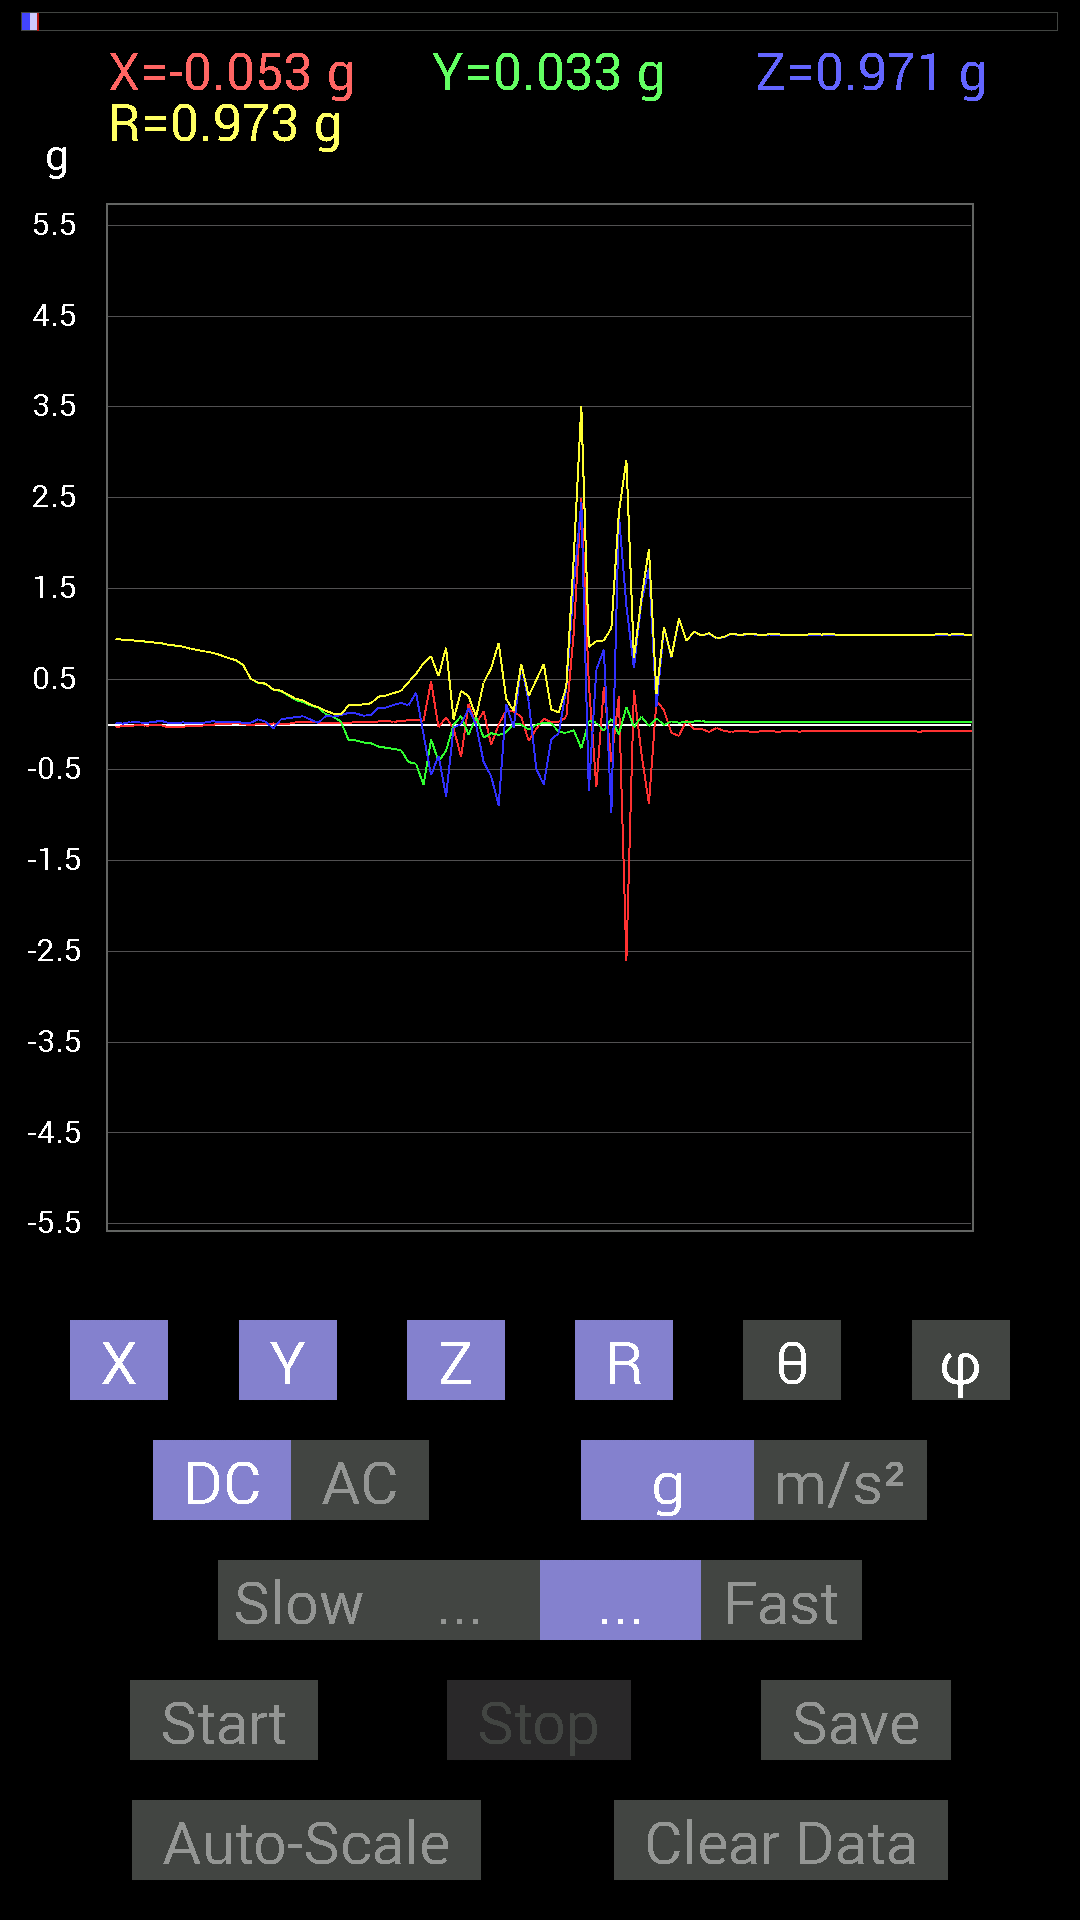 X=-0.053 g Y=0.033 g Z=0.971 g
R=0.973 g
g
5.5
4.5
3.5
2.5
1.5
0.5
-0.5
-1.5
-2.5
-3.5
-4.5
-5.5
X Y Z R θ φ
DC AC g m/s²
Slow ... ... Fast
Start Stop Save
Auto-Scale Clear Data